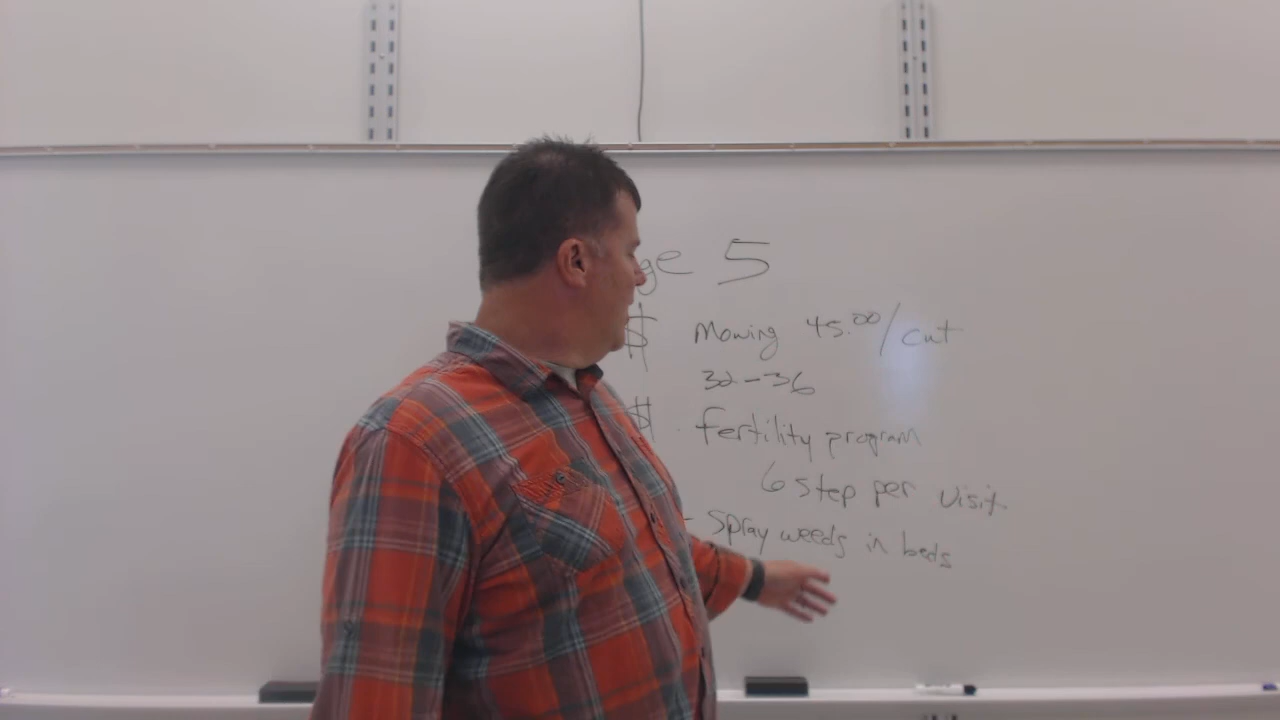 ge 5
$ Mowing 45.00/cut
32-36
$ . fertility program
6 step per visit
- Spray weeds in beds